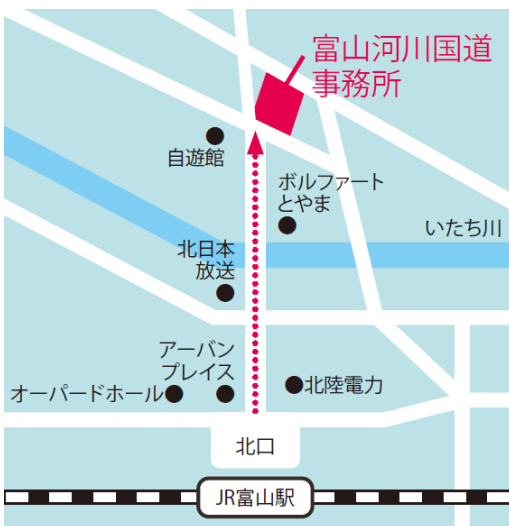 富山河川国道
事務所
自遊館
ボルファート
とやま
いたち川
北日本
放送
アーバン
プレイス
オーパードホール
北陸電力
北口
JR富山駅